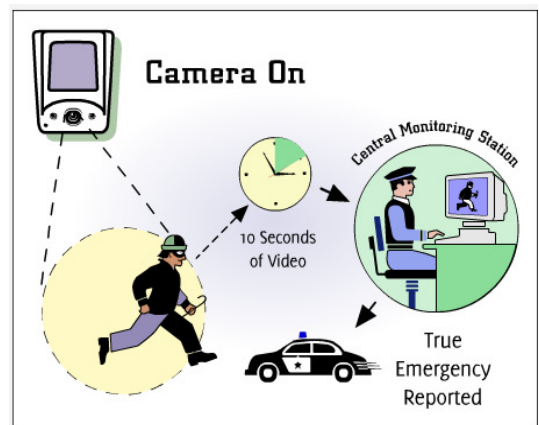 Camera On
Central Monitoring Station
10 Seconds
of Video
True
Emergency
Reported